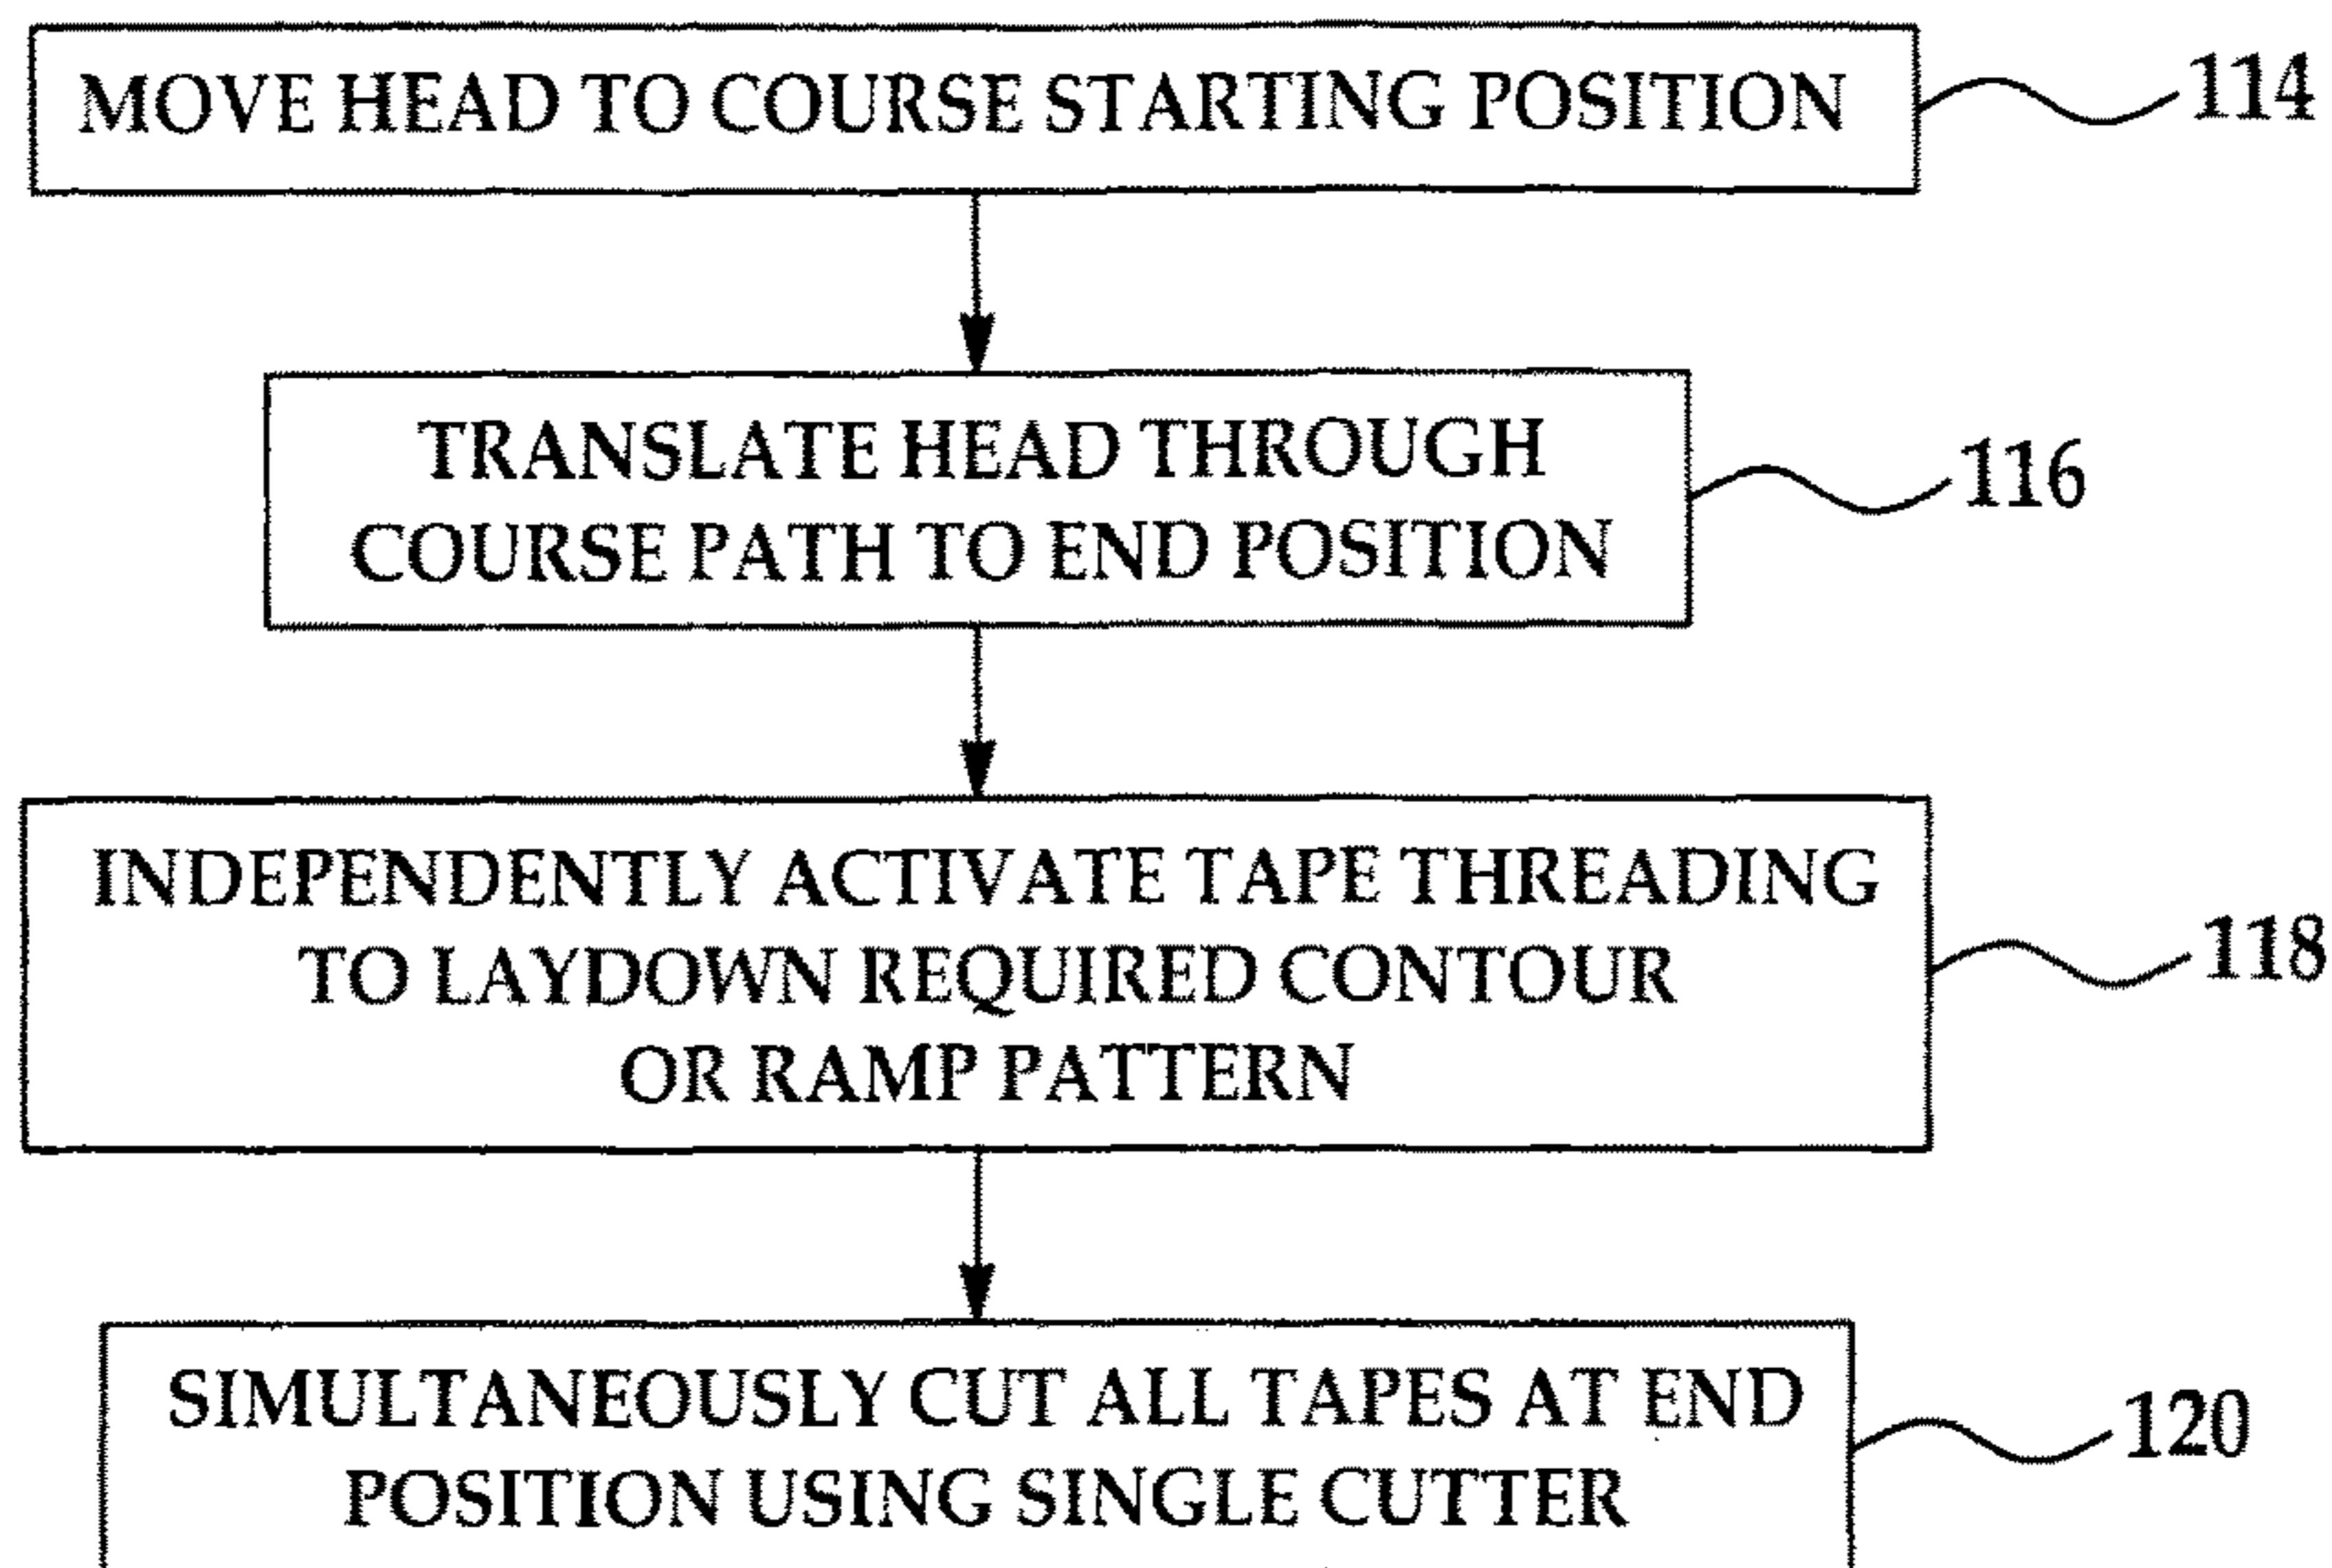 MOVE HEAD TO COURSE STARTING POSITION
114
TRANSLATE HEAD THROUGH
COURSE PATH TO END POSITION
116
INDEPENDENTLY ACTIVATE TAPE THREADING
TO LAYDOWN REQUIRED CONTOUR
OR RAMP PATTERN
118
SIMULTANEOUSLY CUT ALL TAPES AT END
POSITION USING SINGLE CUTTER
120